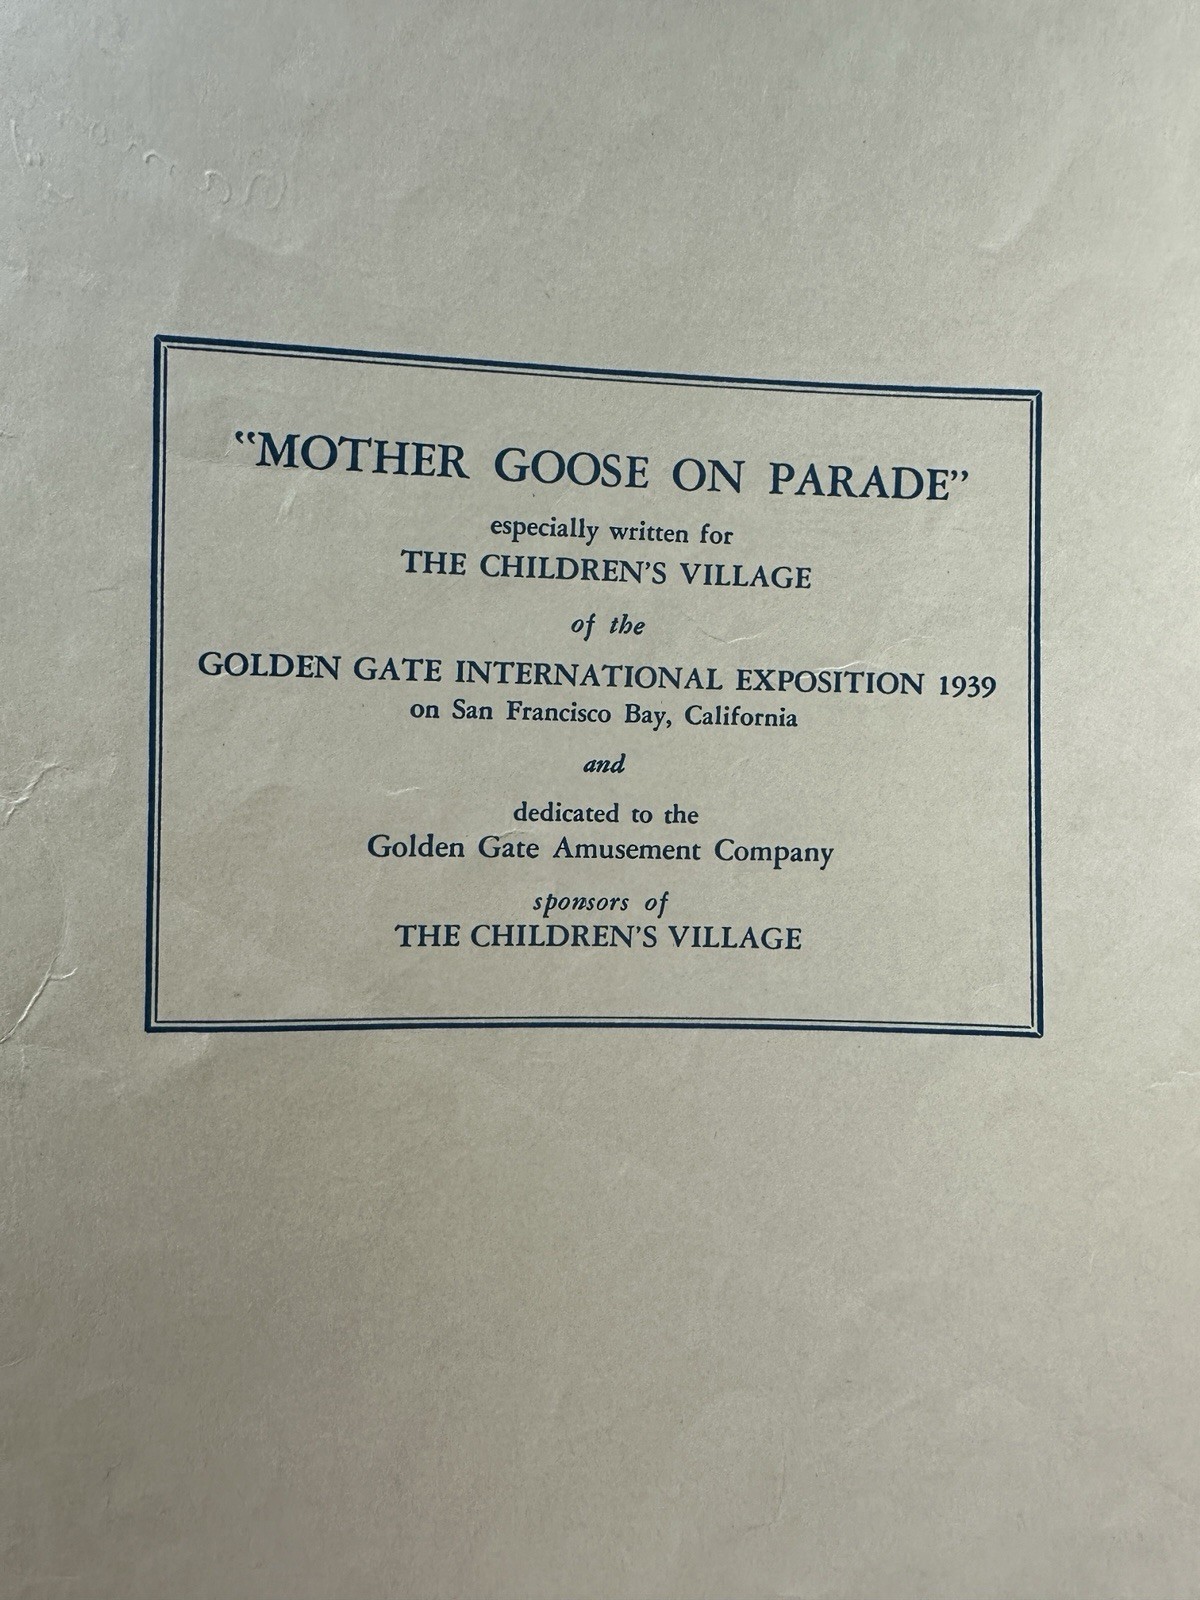 “MOTHER GOOSE ON PARADE”
especially written for
THE CHILDREN’S VILLAGE
of the
GOLDEN GATE INTERNATIONAL EXPOSITION 1939
on San Francisco Bay, California
and
dedicated to the
Golden Gate Amusement Company
sponsors of
THE CHILDREN’S VILLAGE